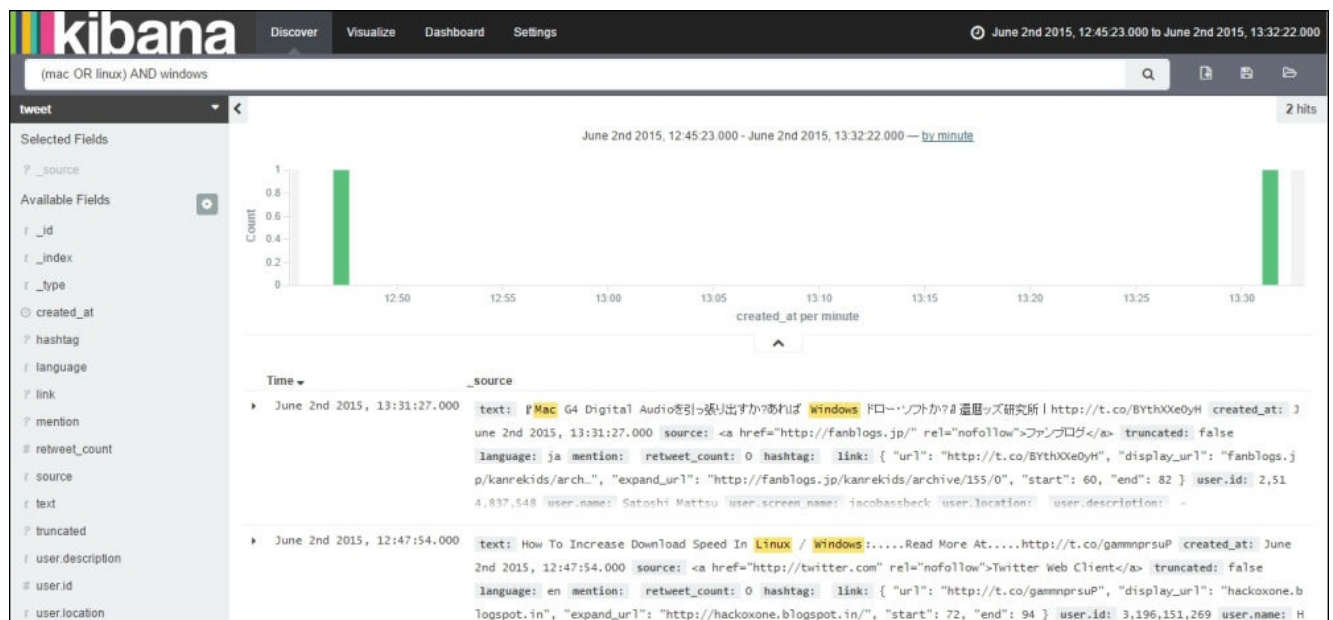 kibana
Discover Visualize Dashboard Settings
June 2nd 2015, 12:45:23.000 to June 2nd 2015, 13:32:22.000
(mac OR linux) AND windows
tweet
2 hits
Selected Fields
? _source
Available Fields
t _id
t _index
t _type
created_at
? hashtag
t language
? link
? mention
# retweet_count
t source
t text
? truncated
t user.description
# user.id
t user.location
June 2nd 2015, 12:45:23.000 - June 2nd 2015, 13:32:22.000 — by minute
Count
1
0.8
0.6
0.4
0.2
0
12:50 12:55 13:00 13:05 13:10 13:15 13:20 13:25 13:30
created_at per minute
Time _source
June 2nd 2015, 13:31:27.000 text: 『Mac G4 Digital Audioを引っ張り出すか?あれば Windows ドロー・ソフトか?』還暦ッズ研究所 | http://t.co/BYthXXeOyH created_at: J
une 2nd 2015, 13:31:27.000 source: <a href="http://fanblogs.jp/" rel="nofollow">ファンブログ</a> truncated: false
language: ja mention: retweet_count: 0 hashtag: link: { "url": "http://t.co/BYthXXeOyH", "display_url": "fanblogs.j
p/kanrekids/arch…", "expand_url": "http://fanblogs.jp/kanrekids/archive/155/0", "start": 60, "end": 82 } user.id: 2,51
4,837,548 user.name: Satoshi Mattsu user.screen_name: jacobassbeck user.location: user.description: -
June 2nd 2015, 12:47:54.000 text: How To Increase Download Speed In Linux / Windows:.....Read More At.....http://t.co/gammnprsuP created_at: June
2nd 2015, 12:47:54.000 source: <a href="http://twitter.com" rel="nofollow">Twitter Web Client</a> truncated: false
language: en mention: retweet_count: 0 hashtag: link: { "url": "http://t.co/gammnprsuP", "display_url": "hackoxone.b
logspot.in", "expand_url": "http://hackoxone.blogspot.in/", "start": 72, "end": 94 } user.id: 3,196,151,269 user.name: H